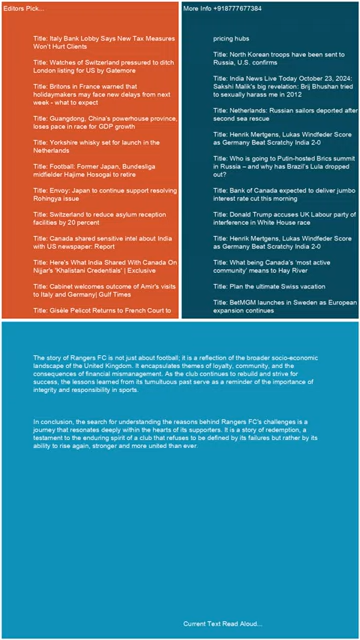 Editors Pick...
Title: Italy Bank Lobby Says New Tax Measures
Won't Hurt Clients
Title: Watches of Switzerland pressured to ditch
London listing for US by Gatemore
Title: Britons in France warned that
holidaymakers may face new delays from next
week - what to expect
Title: Guangdong, China's powerhouse province,
loses pace in race for GDP growth
Title: Yorkshire whisky set for launch in the
Netherlands
Title: Football: Former Japan, Bundesliga
midfielder Hajime Hosogai to retire
Title: Envoy: Japan to continue support resolving
Rohingya issue
Title: Switzerland to reduce asylum reception
facilities by 20 percent
Title: Canada shared sensitive intel about India
with US newspaper: Report
Title: Here's What India Shared With Canada On
Nijjar's 'Khalistani Credentials' | Exclusive
Title: Cabinet welcomes outcome of Amir's visits
to Italy and Germany| Gulf Times
Title: Gisèle Pelicot Returns to French Court to
More Info +918777677384
pricing hubs
Title: North Korean troops have been sent to
Russia, U.S. confirms
Title: India News Live Today October 23, 2024:
Sakshi Malik's big revelation: Brij Bhushan tried
to sexually harass me in 2012
Title: Netherlands: Russian sailors deported after
second sea rescue
Title: Henrik Mertgens, Lukas Windfeder Score
as Germany Beat Scratchy India 2-0
Title: Who is going to Putin-hosted Brics summit
in Russia – and why has Brazil's Lula dropped
out?
Title: Bank of Canada expected to deliver jumbo
interest rate cut this morning
Title: Donald Trump accuses UK Labour party of
interference in White House race
Title: Henrik Mertgens, Lukas Windfeder Score
as Germany Beat Scratchy India 2-0
Title: What being Canada's 'most active
community' means to Hay River
Title: Plan the ultimate Swiss vacation
Title: BetMGM launches in Sweden as European
expansion continues
The story of Rangers FC is not just about football; it is a reflection of the broader socio-economic
landscape of the United Kingdom. It encapsulates themes of loyalty, community, and the
consequences of financial mismanagement. As the club continues to rebuild and strive for
success, the lessons learned from its tumultuous past serve as a reminder of the importance of
integrity and responsibility in sports.
In conclusion, the search for understanding the reasons behind Rangers FC's challenges is a
journey that resonates deeply within the hearts of its supporters. It is a story of redemption, a
testament to the enduring spirit of a club that refuses to be defined by its failures but rather by its
ability to rise again, stronger and more united than ever.
Current Text Read Aloud...